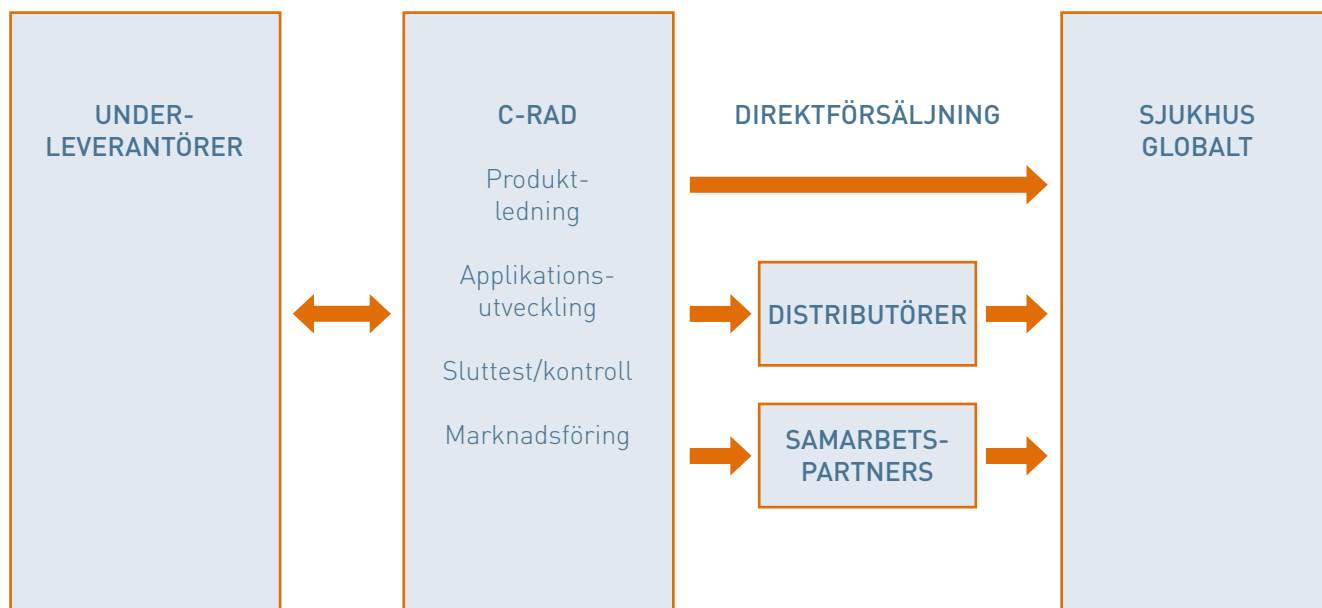 UNDER-
LEVERANTÖRER
C-RAD
Produkt-
ledning
Applikations-
utveckling
Sluttest/kontroll
Marknadsföring
DIREKTFÖRSÄLJNING
DISTRIBUTÖRER
SAMARBETS-
PARTNERS
SJUKHUS
GLOBALT